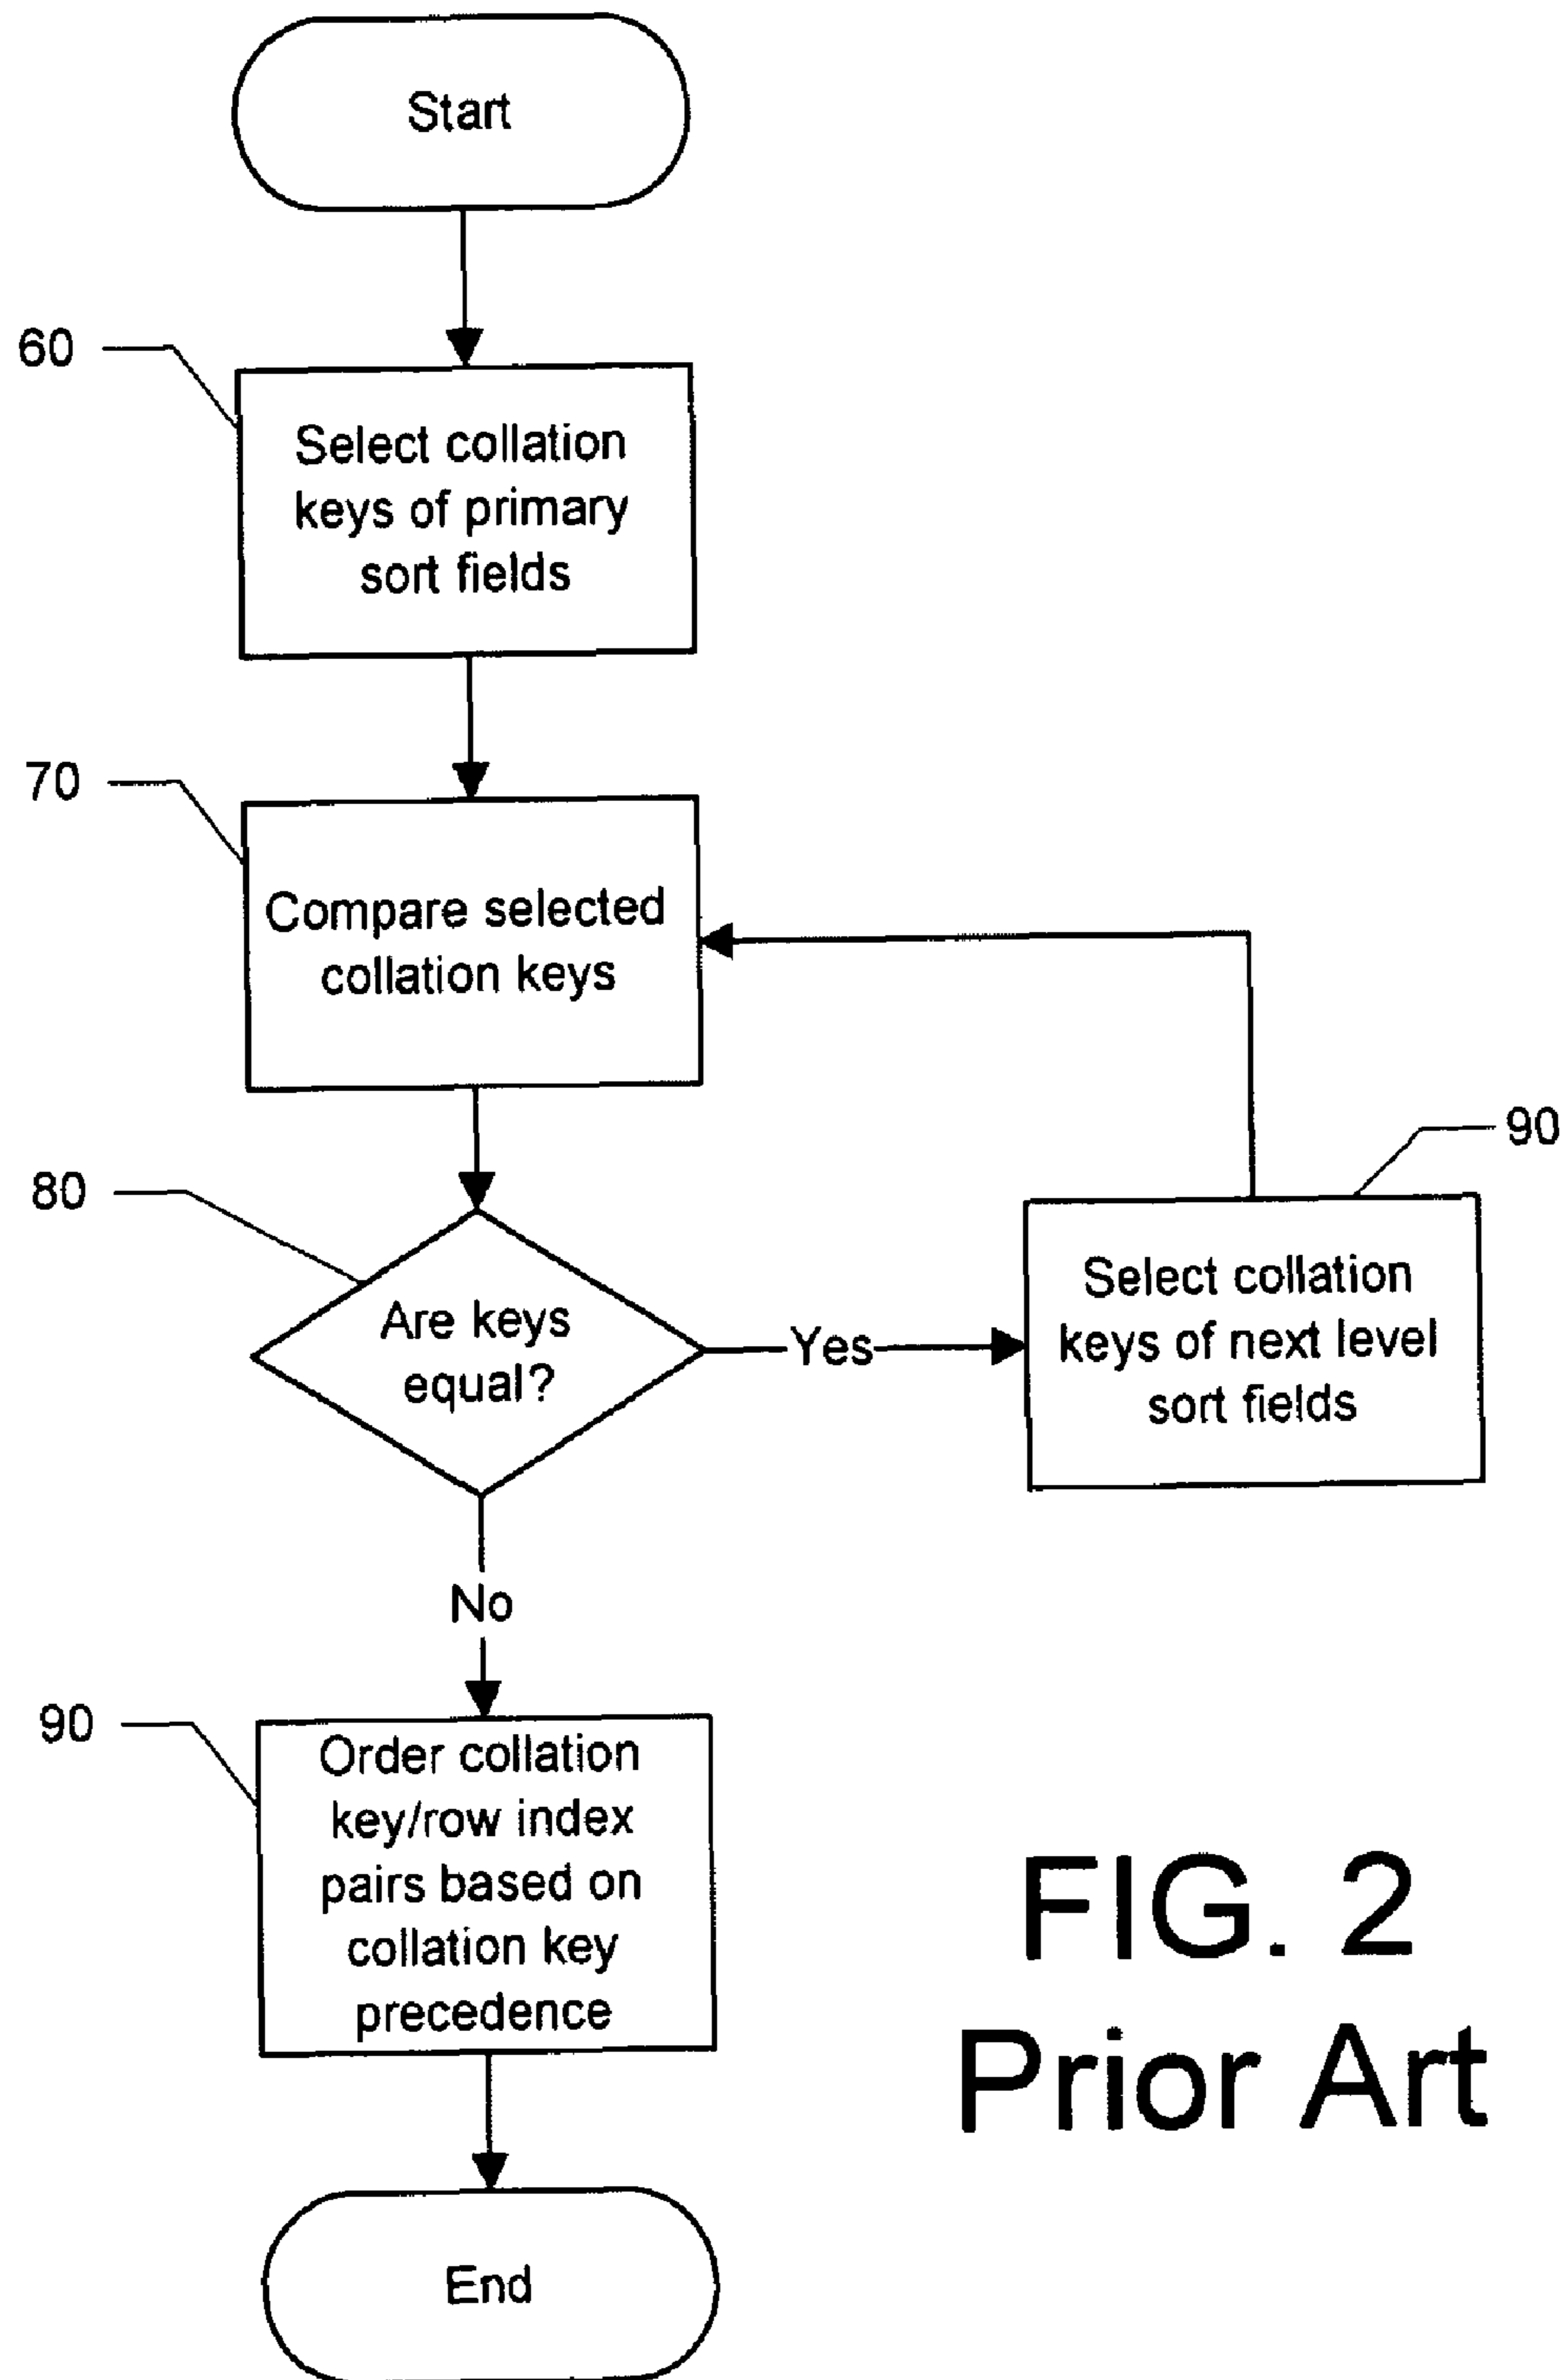 Start
60
Select collation
keys of primary
sort fields
70
Compare selected
collation keys
90
80
Are keys
equal?
Yes
Select collation
keys of next level
sort fields
No
90
Order collation
key/row index
pairs based on
collation key
precedence
FIG. 2
Prior Art
End